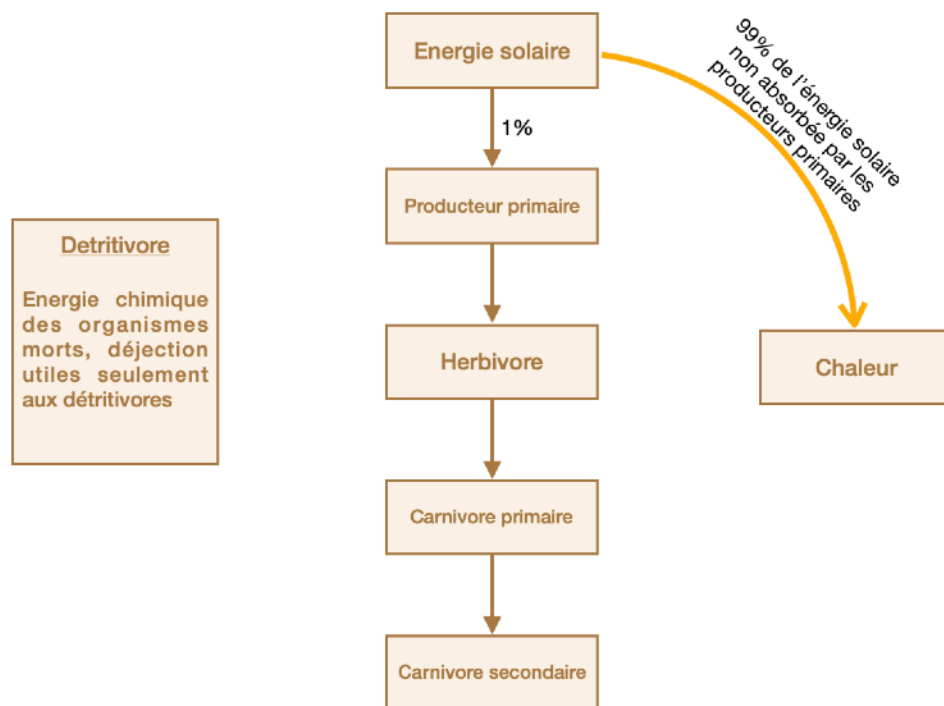 Energie solaire
99% de l'énergie solaire
non absorbée par les
producteurs primaires
1%
Producteur primaire
Detritivore
Energie chimique
des organismes
morts, déjection
utiles seulement
aux détritivores
Herbivore
Chaleur
Carnivore primaire
Carnivore secondaire